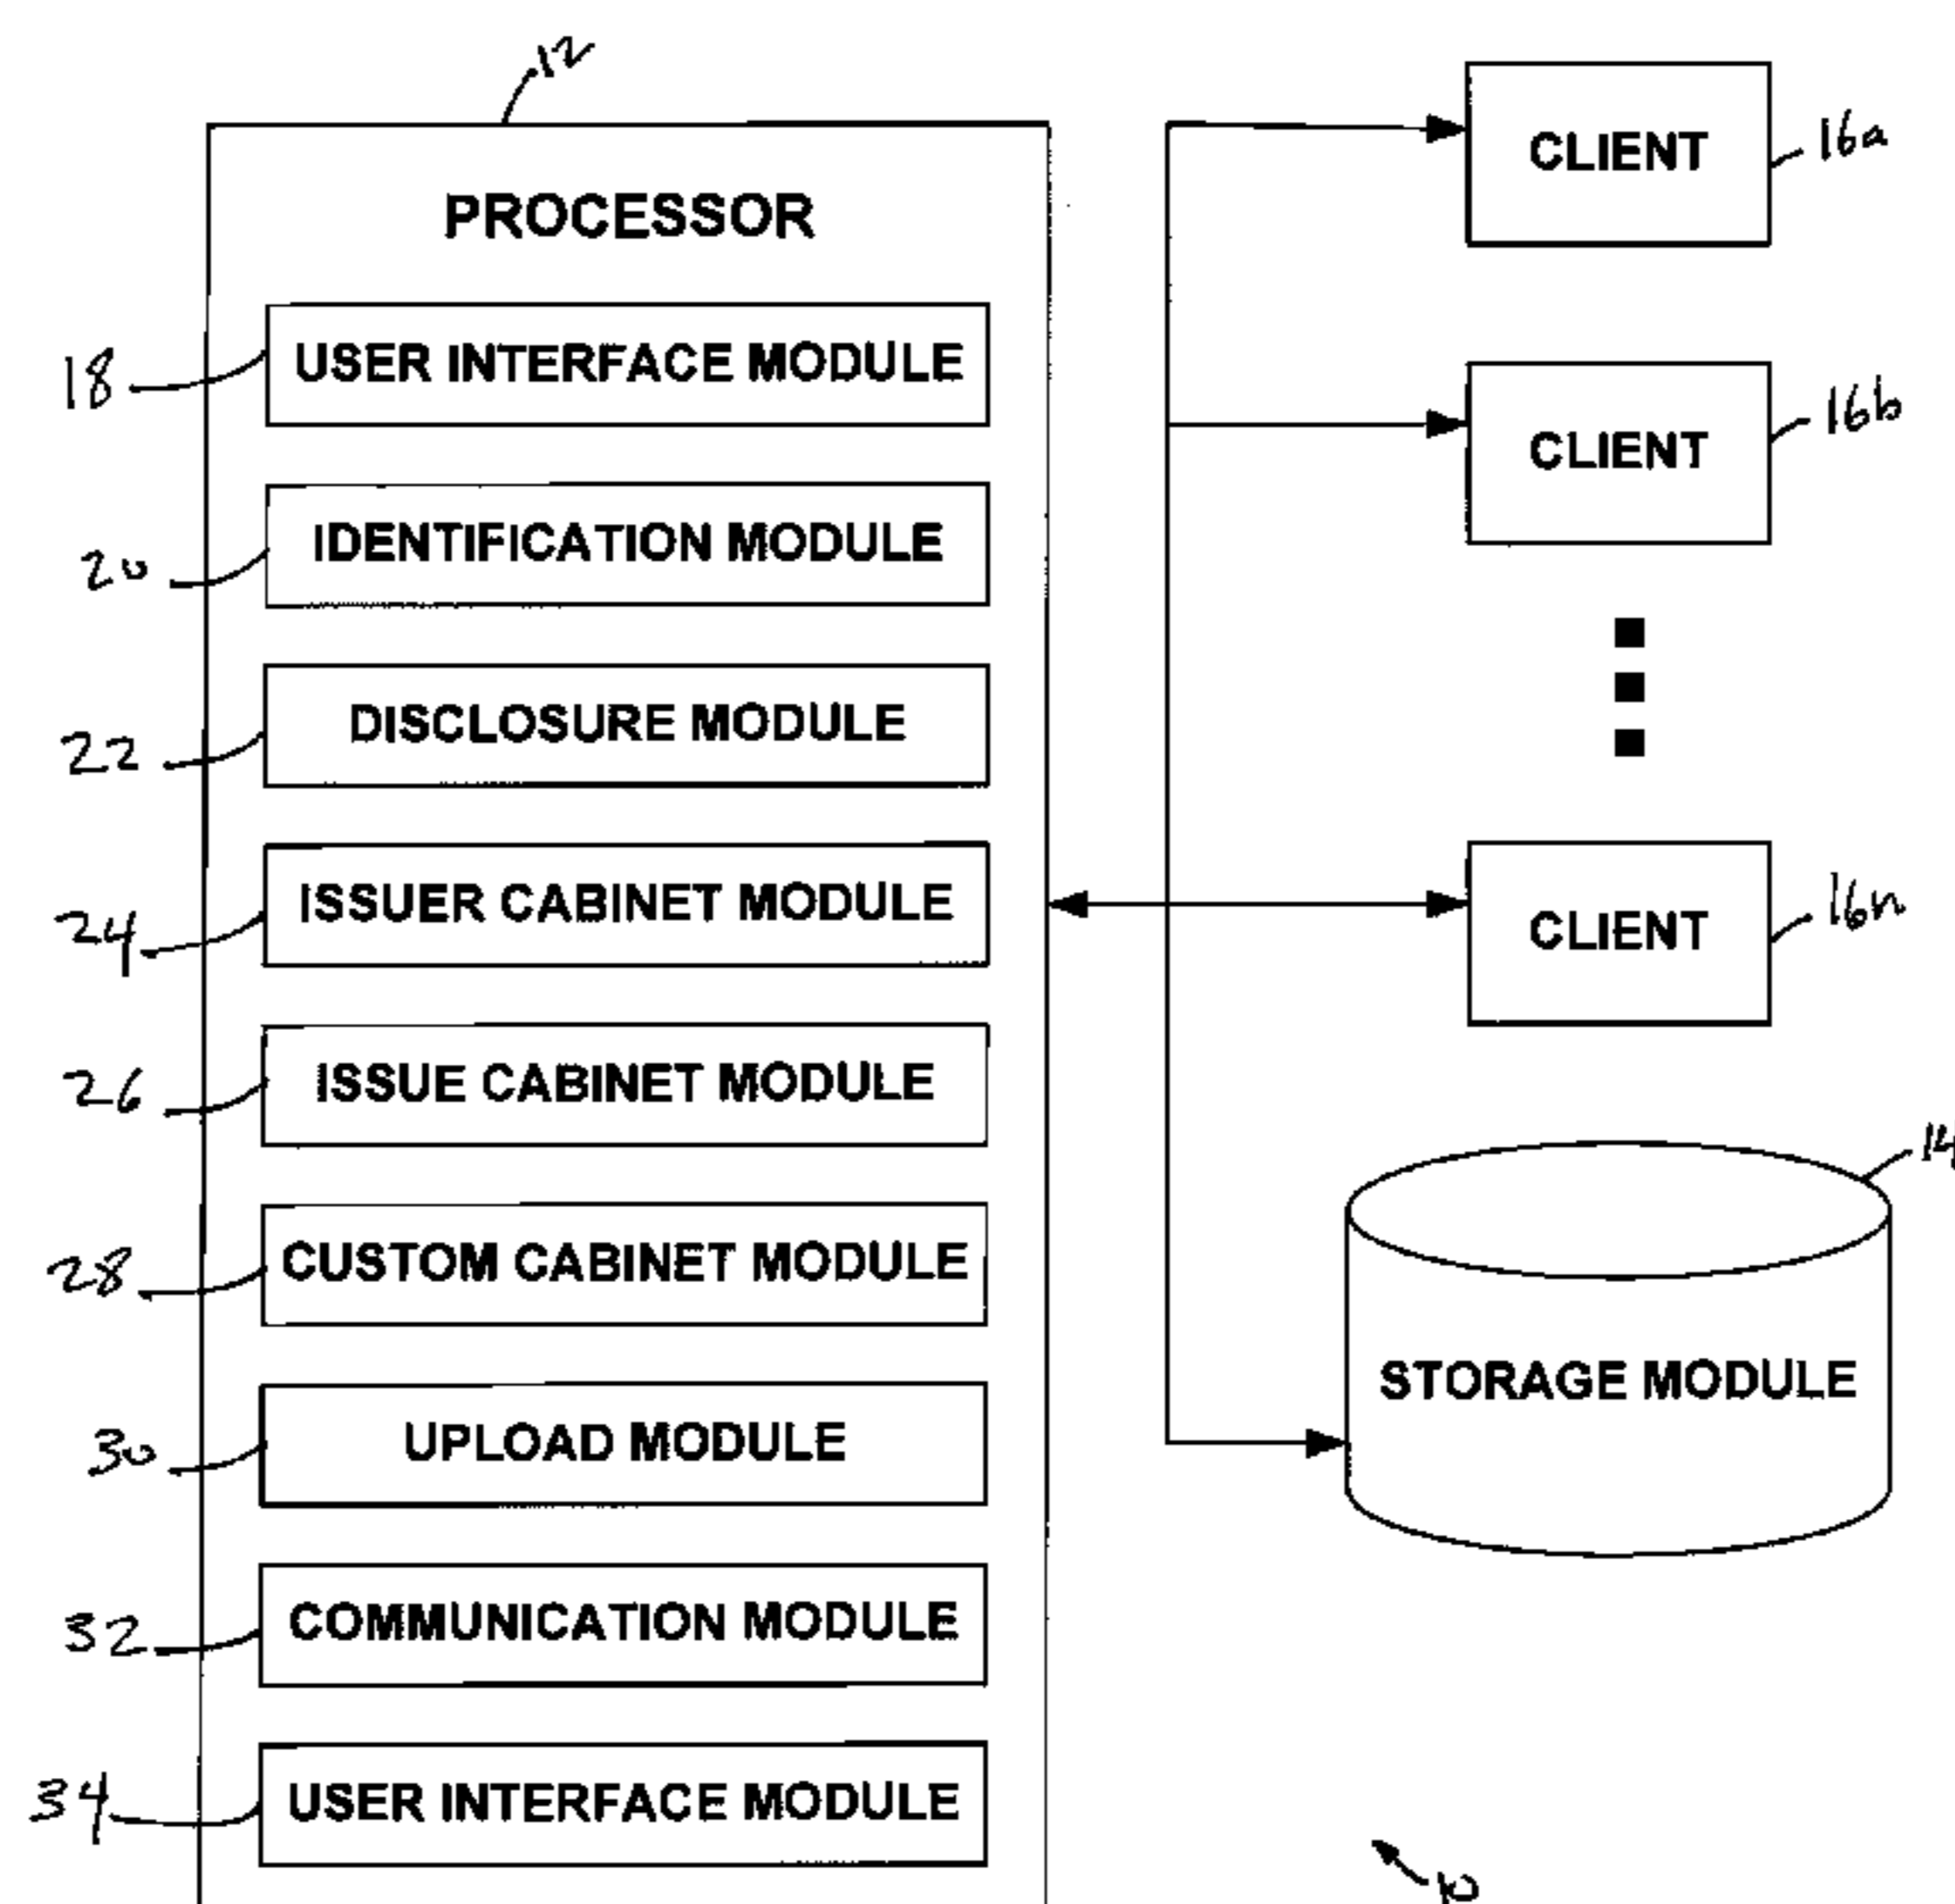 12
PROCESSOR
18 USER INTERFACE MODULE
20 IDENTIFICATION MODULE
22 DISCLOSURE MODULE
24 ISSUER CABINET MODULE
26 ISSUE CABINET MODULE
28 CUSTOM CABINET MODULE
30 UPLOAD MODULE
32 COMMUNICATION MODULE
34 USER INTERFACE MODULE
CLIENT 16a
CLIENT 16b
CLIENT 16n
14
STORAGE MODULE
10